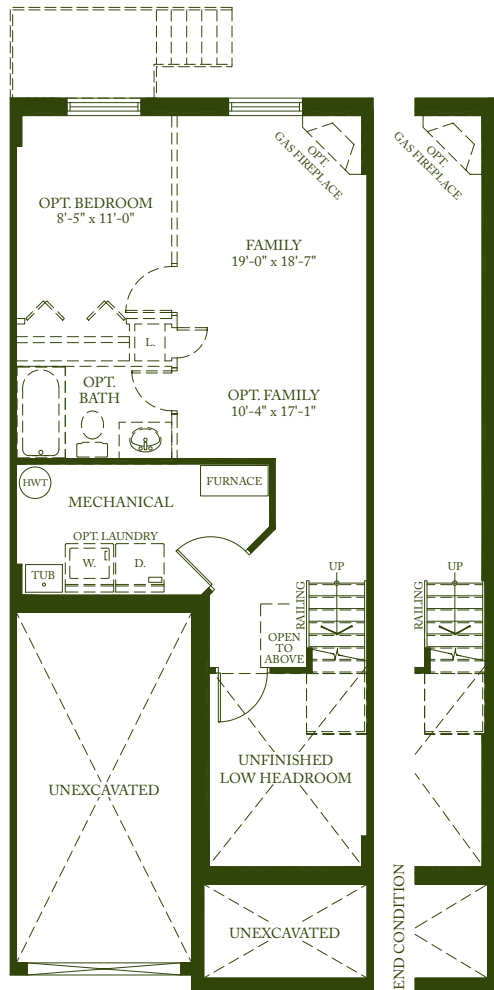 OPT.
GAS FIREPLACE
OPT.
GAS FIREPLACE
OPT. BEDROOM
8'-5" x 11'-0"
FAMILY
19'-0" x 18'-7"
L.
OPT.
BATH
OPT. FAMILY
10'-4" x 17'-1"
HWT
FURNACE
MECHANICAL
OPT. LAUNDRY
W.
D.
TUB
UP
UP
RAILING
RAILING
OPEN
TO
ABOVE
UNFINISHED
LOW HEADROOM
UNEXCAVATED
UNEXCAVATED
END CONDITION